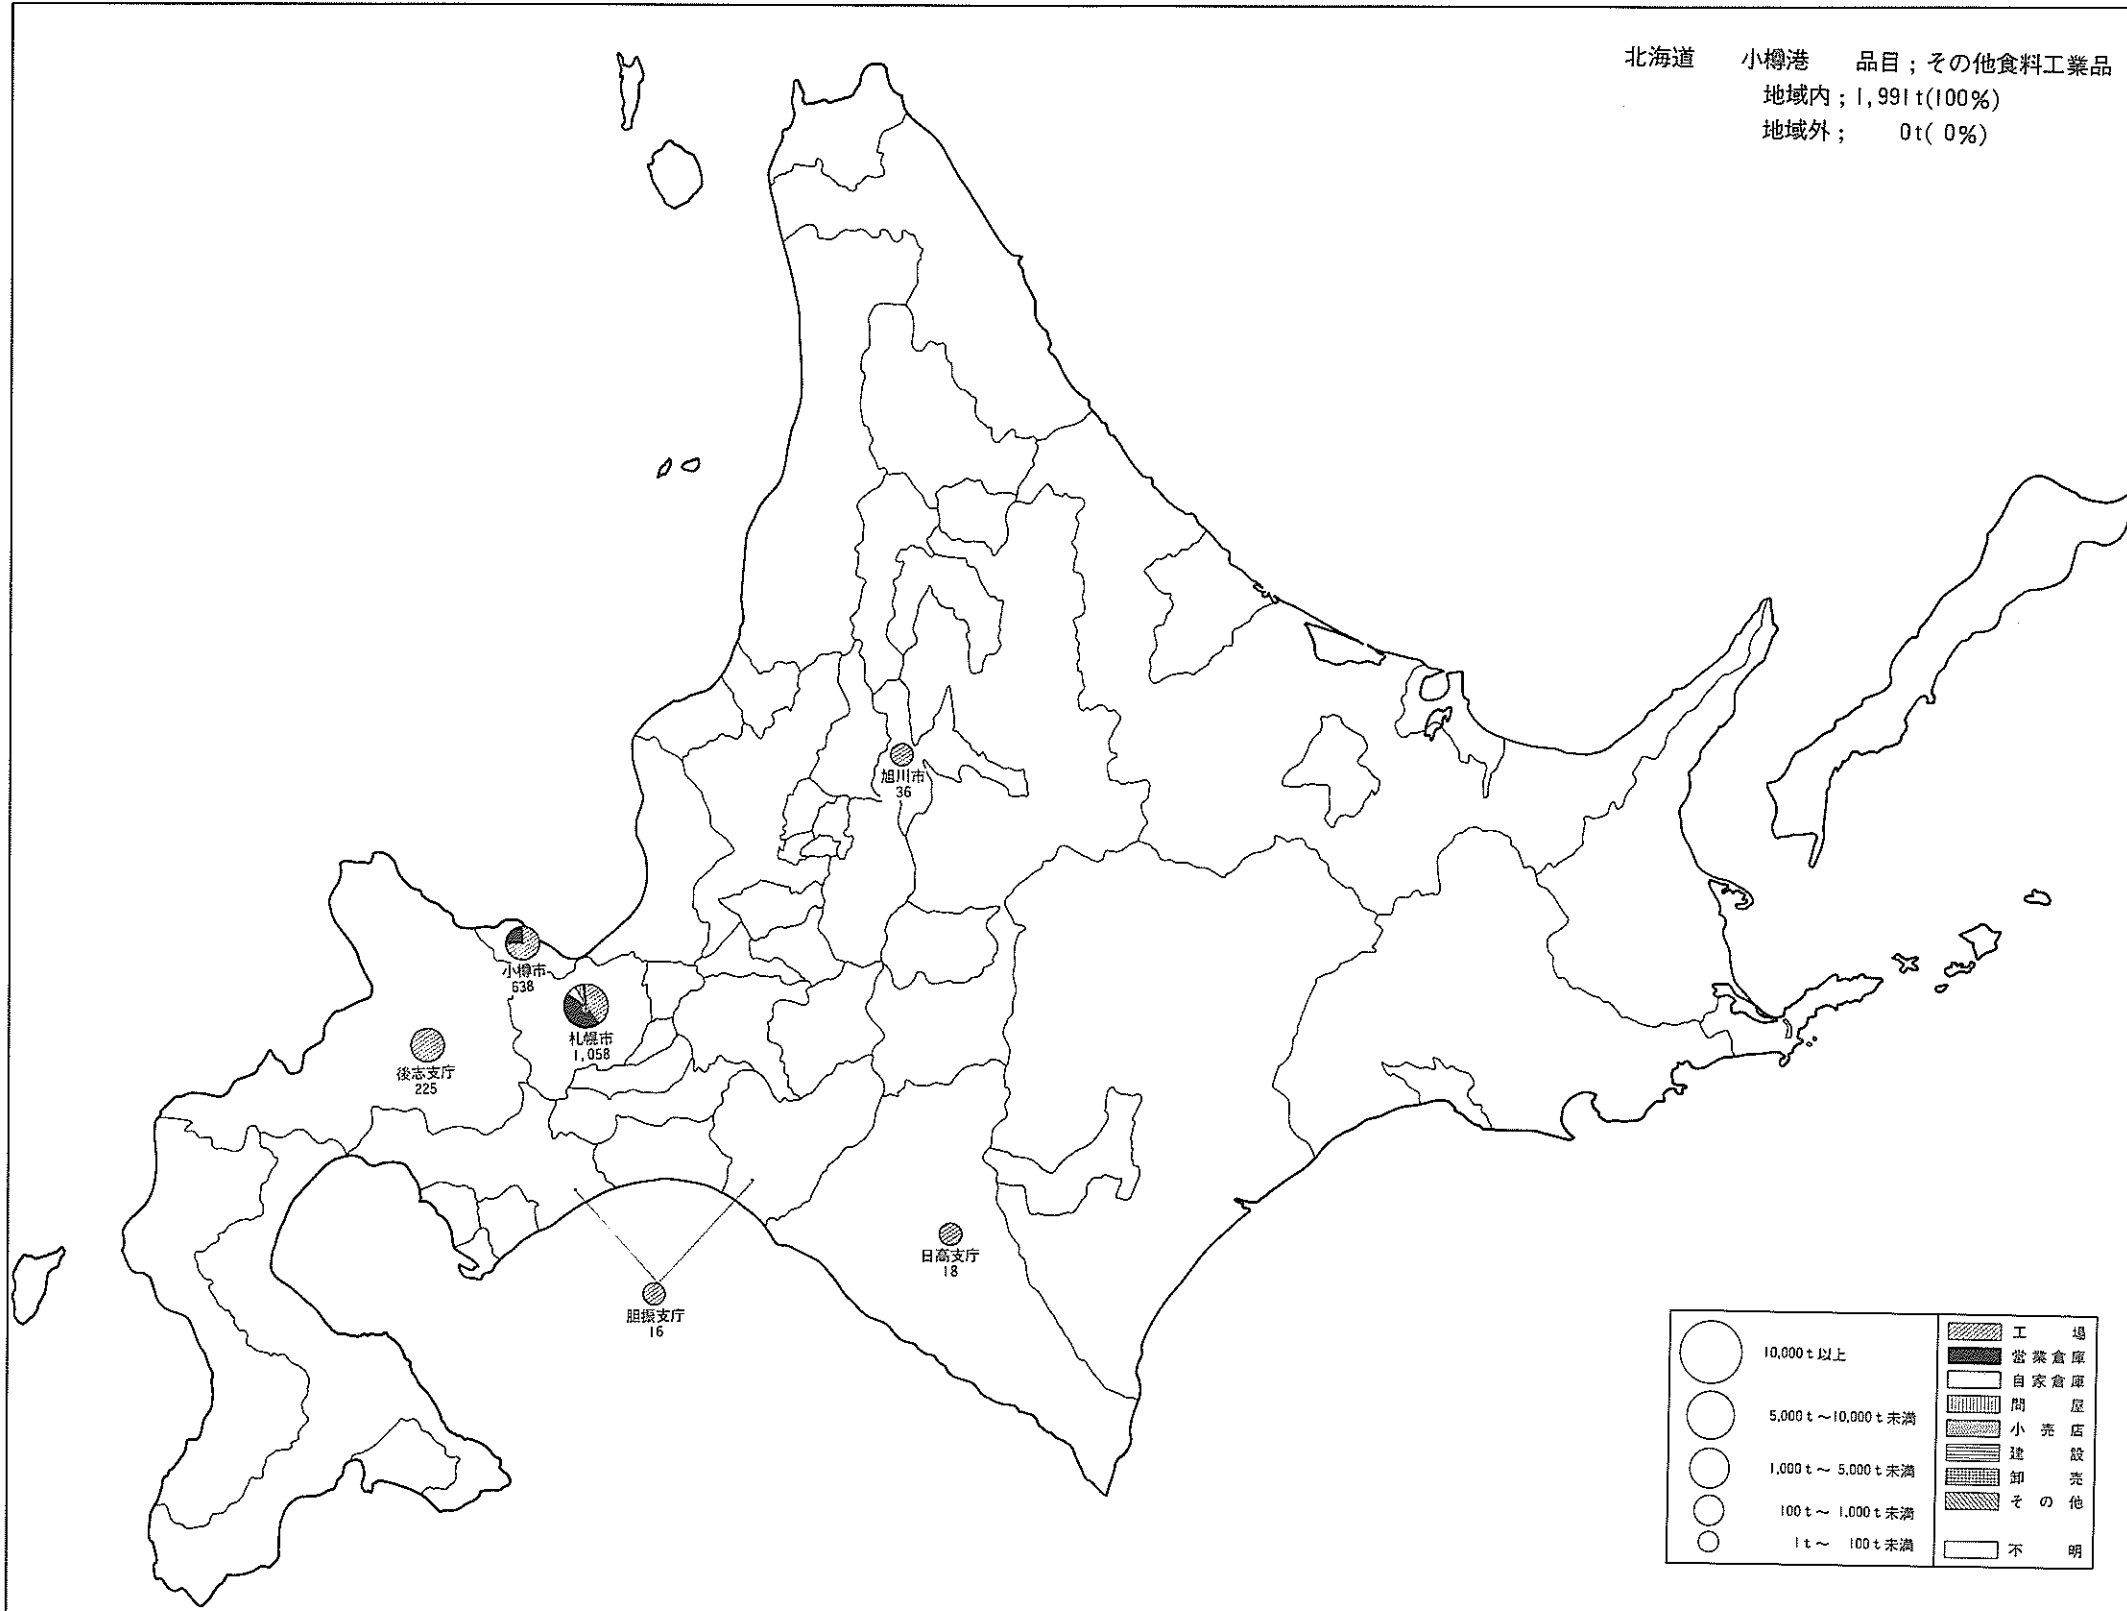 北海道 小樽港 品目；その他食料工業品
地域内；1,991t(100%)
地域外； 0t( 0%)
旭川市
36
小樽市
638
札幌市
1,058
後志支庁
225
日高支庁
18
胆振支庁
16
10,000t以上
5,000t～10,000t未満
1,000t～ 5,000t未満
100t～ 1,000t未満
1t～ 100t未満
工場
営業倉庫
自家倉庫
問屋
小売店
建設
卸売
その他
不明